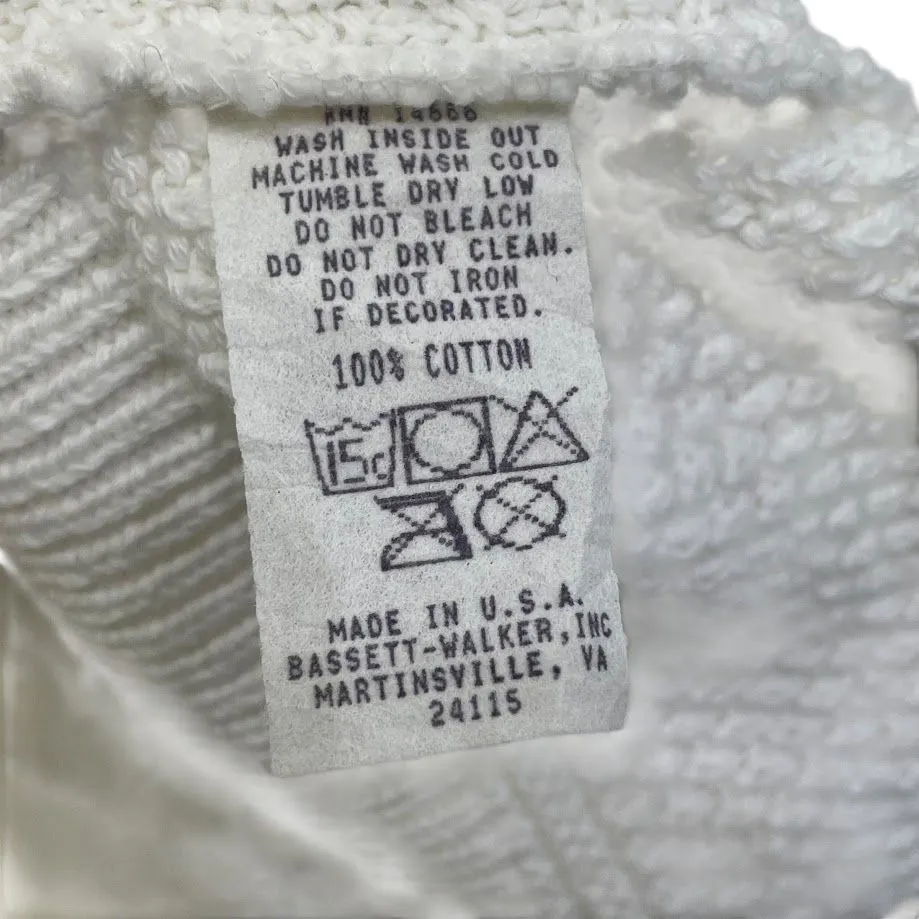 WASH INSIDE OUT
MACHINE WASH COLD
TUMBLE DRY LOW
DO NOT BLEACH
DO NOT DRY CLEAN.
DO NOT IRON
IF DECORATED.
100% COTTON
15c
MADE IN U.S.A.
BASSETT-WALKER, INC
MARTINSVILLE, VA
24115